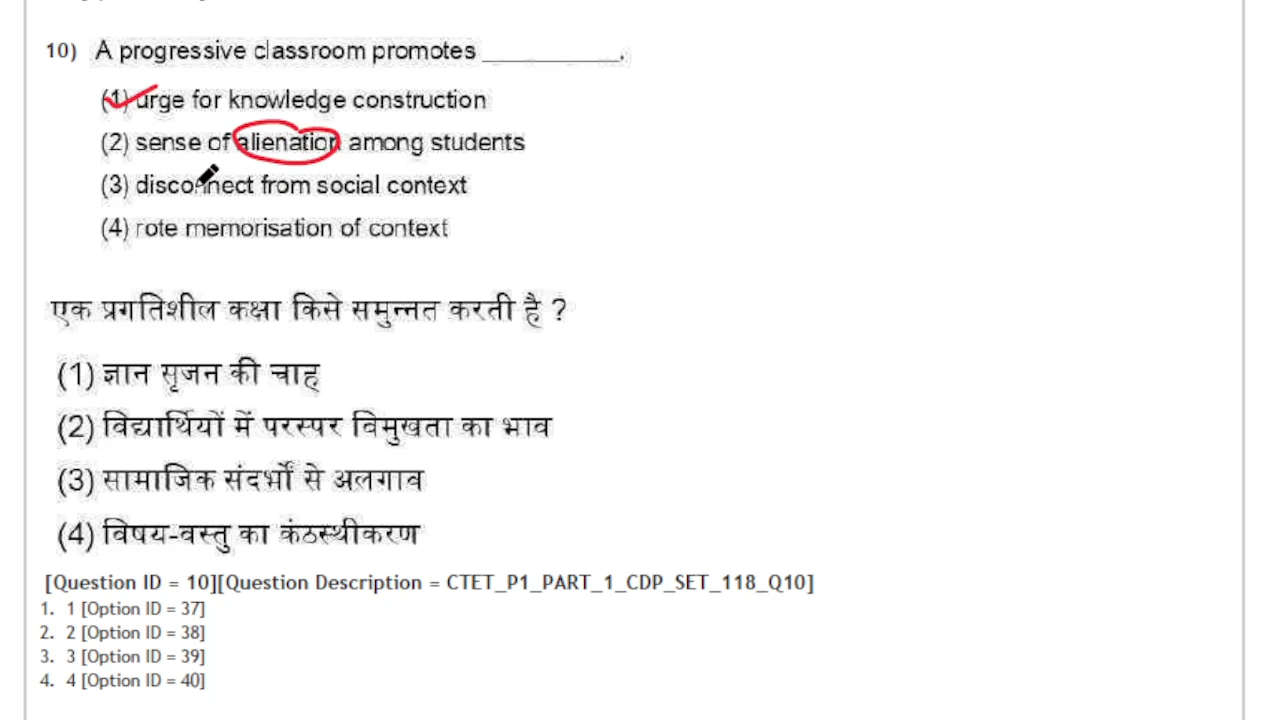 10) A progressive classroom promotes __________.
(1) urge for knowledge construction
(2) sense of alienation among students
(3) disconnect from social context
(4) rote memorisation of context
एक प्रगतिशील कक्षा किसे समुन्नत करती है ?
(1) ज्ञान सृजन की चाह
(2) विद्यार्थियों में परस्पर विमुखता का भाव
(3) सामाजिक संदर्भों से अलगाव
(4) विषय-वस्तु का कंठस्थीकरण
[Question ID = 10][Question Description = CTET_P1_PART_1_CDP_SET_118_Q10]
1. 1 [Option ID = 37]
2. 2 [Option ID = 38]
3. 3 [Option ID = 39]
4. 4 [Option ID = 40]